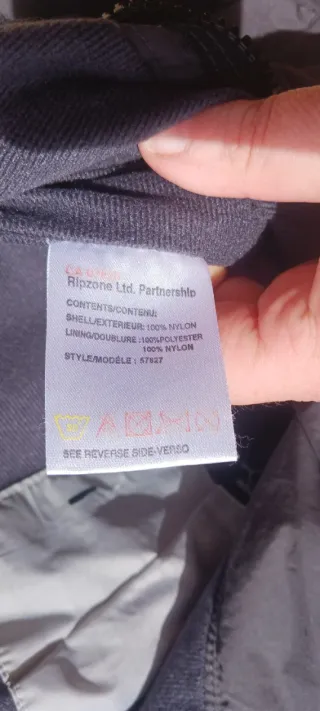 Ripzone Ltd. Partnership
CONTENTS/CONTENU:
SHELL/EXTERIEUR: 100% NYLON
LINING/DOUBLURE :100%POLYESTER
100% NYLON
STYLE/MODÈLE : 57827
SEE REVERSE SIDE-VERSO